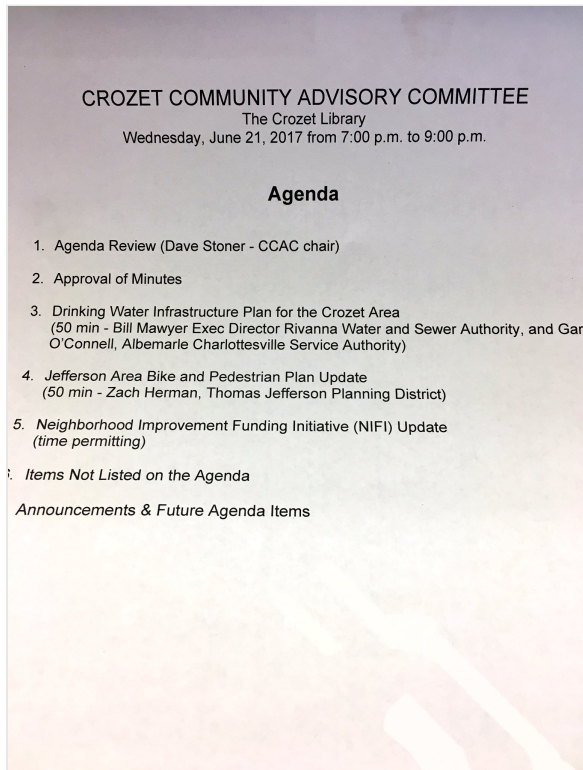 CROZET COMMUNITY ADVISORY COMMITTEE
The Crozet Library
Wednesday, June 21, 2017 from 7:00 p.m. to 9:00 p.m.
Agenda
1. Agenda Review (Dave Stoner - CCAC chair)
2. Approval of Minutes
3. Drinking Water Infrastructure Plan for the Crozet Area
(50 min - Bill Mawyer Exec Director Rivanna Water and Sewer Authority, and Gar
O'Connell, Albemarle Charlottesville Service Authority)
4. Jefferson Area Bike and Pedestrian Plan Update
(50 min - Zach Herman, Thomas Jefferson Planning District)
5. Neighborhood Improvement Funding Initiative (NIFI) Update
(time permitting)
. Items Not Listed on the Agenda
Announcements & Future Agenda Items